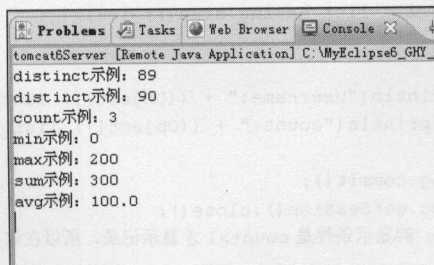 Problems Tasks Web Browser Console
tomcat6Server [Remote Java Application] C:\MyEclipse6_GHY_
distinct示例: 89
distinct示例: 90
count示例: 3
min示例: 0
max示例: 200
sum示例: 300
avg示例: 100.0